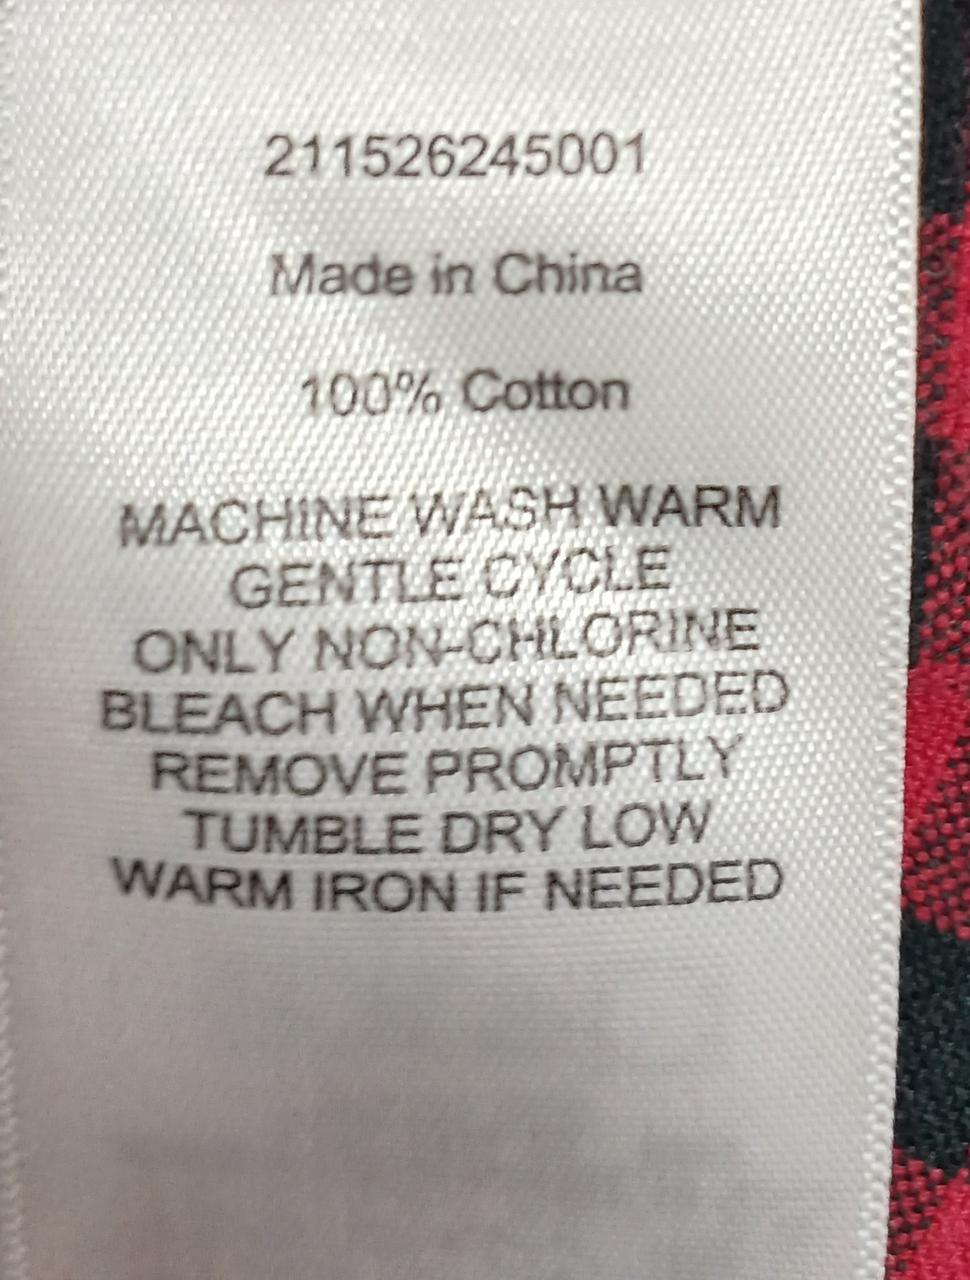 211526245001
Made in China
100% Cotton
MACHINE WASH WARM
GENTLE CYCLE
ONLY NON-CHLORINE
BLEACH WHEN NEEDED
REMOVE PROMPTLY
TUMBLE DRY LOW
WARM IRON IF NEEDED